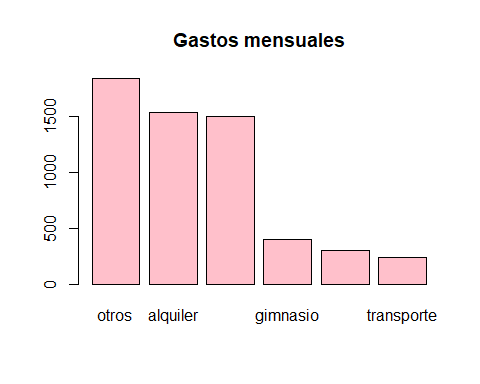 Gastos mensuales
1500
1000
500
0
otros alquiler gimnasio transporte